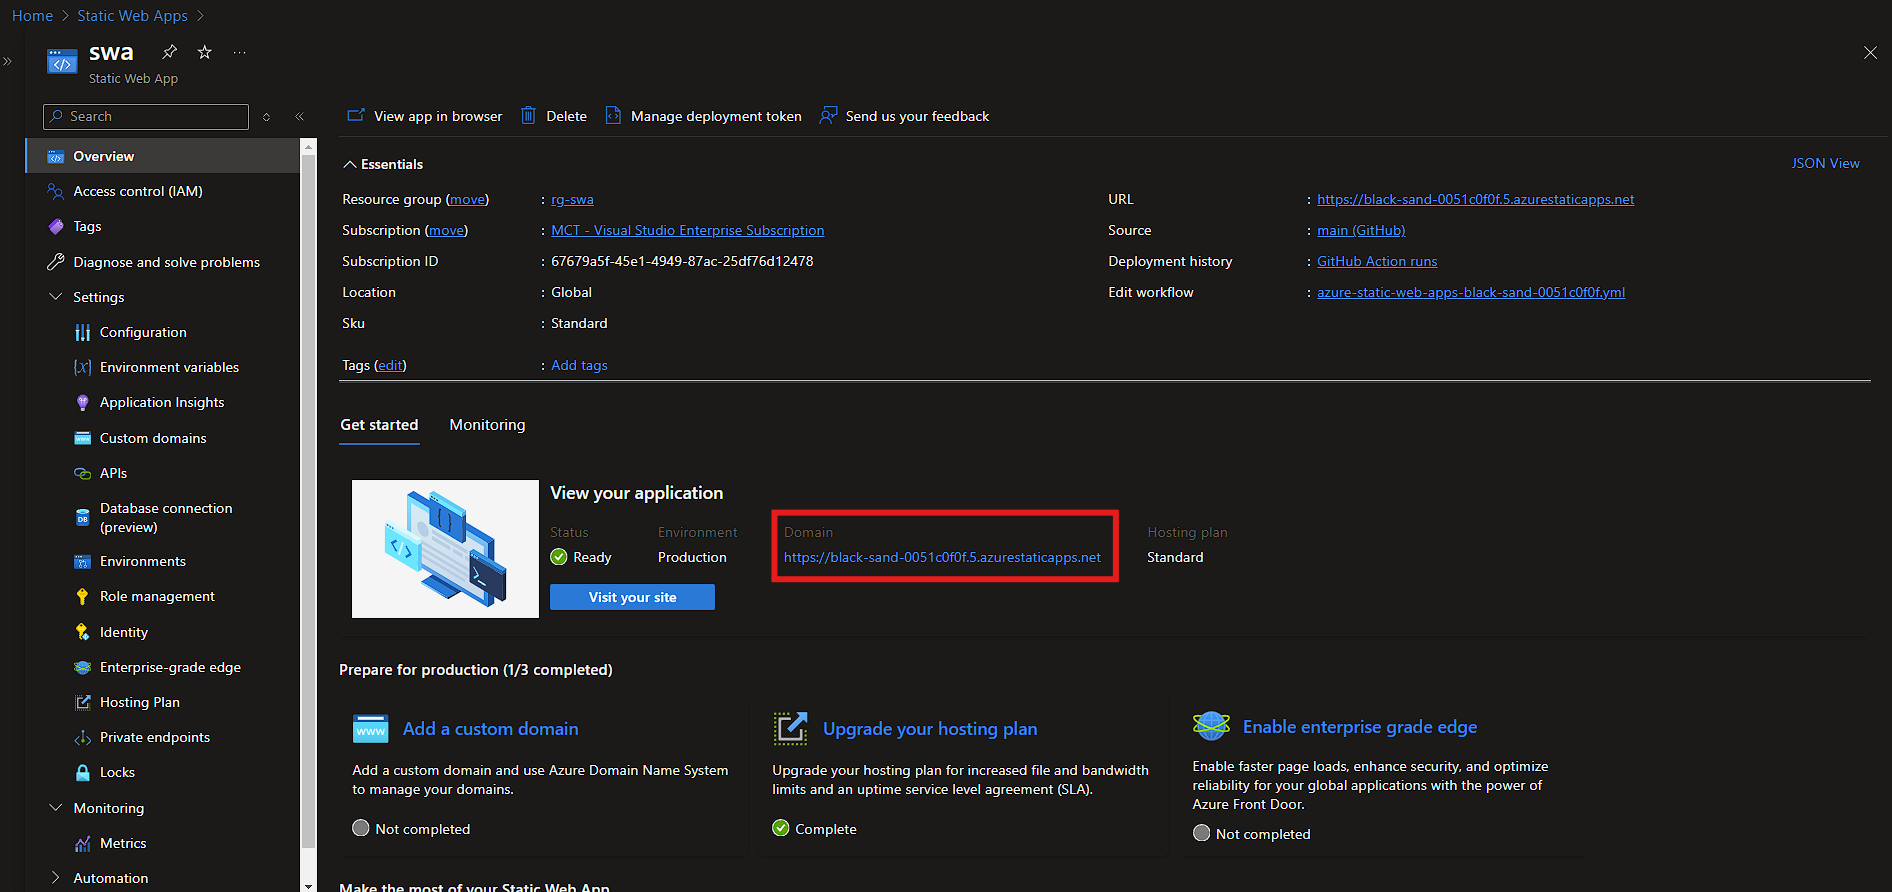 Home > Static Web Apps >
swa
Static Web App
Search
Overview
Access control (IAM)
Tags
Diagnose and solve problems
Settings
Configuration
Environment variables
Application Insights
Custom domains
APIs
Database connection
(preview)
Environments
Role management
Identity
Enterprise-grade edge
Hosting Plan
Private endpoints
Locks
Monitoring
Metrics
Automation
View app in browser
Delete
Manage deployment token
Send us your feedback
Essentials
JSON View
Resource group (move) : rg-swa
Subscription (move) : MCT - Visual Studio Enterprise Subscription
Subscription ID : 67679a5f-45e1-4949-87ac-25df76d12478
Location : Global
Sku : Standard
Tags (edit) : Add tags
URL : https://black-sand-0051c0f0f.5.azurestaticapps.net
Source : main (GitHub)
Deployment history : GitHub Action runs
Edit workflow : azure-static-web-apps-black-sand-0051c0f0f.yml
Get started Monitoring
View your application
Status Environment Domain Hosting plan
Ready Production https://black-sand-0051c0f0f.5.azurestaticapps.net Standard
Visit your site
Prepare for production (1/3 completed)
Add a custom domain
Add a custom domain and use Azure Domain Name System
to manage your domains.
Not completed
Upgrade your hosting plan
Upgrade your hosting plan for increased file and bandwidth
limits and an uptime service level agreement (SLA).
Complete
Enable enterprise grade edge
Enable faster page loads, enhance security, and optimize
reliability for your global applications with the power of
Azure Front Door.
Not completed
Make the most of your Static Web App